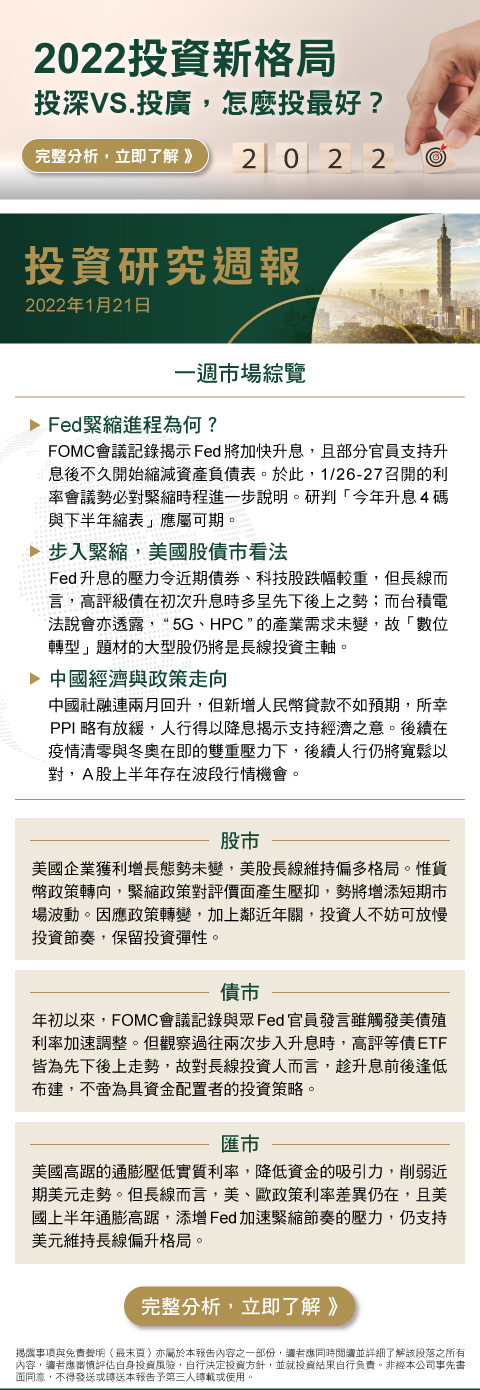 2022投資新格局
投深VS.投廣，怎麼投最好？
完整分析，立即了解 》
2 0 2 2
投資研究週報
2022年1月21日
一週市場綜覽
Fed緊縮進程為何？
FOMC會議記錄揭示 Fed 將加快升息，且部分官員支持升
息後不久開始縮減資產負債表。於此，1/26-27召開的利
率會議勢必對緊縮時程進一步說明。研判「今年升息 4 碼
與下半年縮表」應屬可期。
步入緊縮，美國股債市看法
Fed 升息的壓力令近期債券、科技股跌幅較重，但長線而
言，高評級債在初次升息時多呈先下後上之勢；而台積電
法說會亦透露，“ 5G、HPC ” 的產業需求未變，故「數位
轉型」題材的大型股仍將是長線投資主軸。
中國經濟與政策走向
中國社融連兩月回升，但新增人民幣貸款不如預期，所幸
PPI 略有放緩，人行得以降息揭示支持經濟之意。後續在
疫情清零與冬奧在即的雙重壓力下，後續人行仍將寬鬆以
對，A 股上半年存在波段行情機會。
股市
美國企業獲利增長態勢未變，美股長線維持偏多格局。惟貨
幣政策轉向，緊縮政策對評價面產生壓抑，勢將增添短期市
場波動。因應政策轉變，加上鄰近年關，投資人不妨可放慢
投資節奏，保留投資彈性。
債市
年初以來，FOMC會議記錄與眾 Fed 官員發言雖觸發美債殖
利率加速調整。但觀察過往兩次步入升息時，高評等債 ETF
皆為先下後上走勢，故對長線投資人而言，趁升息前後逢低
布建，不啻為具資金配置者的投資策略。
匯市
美國高踞的通膨壓低實質利率，降低資金的吸引力，削弱近
期美元走勢。但長線而言，美、歐政策利率差異仍在，且美
國上半年通膨高踞，添增 Fed 加速緊縮節奏的壓力，仍支持
美元維持長線偏升格局。
完整分析，立即了解 》
揭露事項與免責聲明（最末頁）亦屬於本報告內容之一部份，讀者應同時閱讀並詳細了解該段落之所有
內容，讀者應審慎評估自身投資風險，自行決定投資方針，並就投資結果自行負責。非經本公司事先書
面同意，不得發送或轉送本報告予第三人轉載或使用。